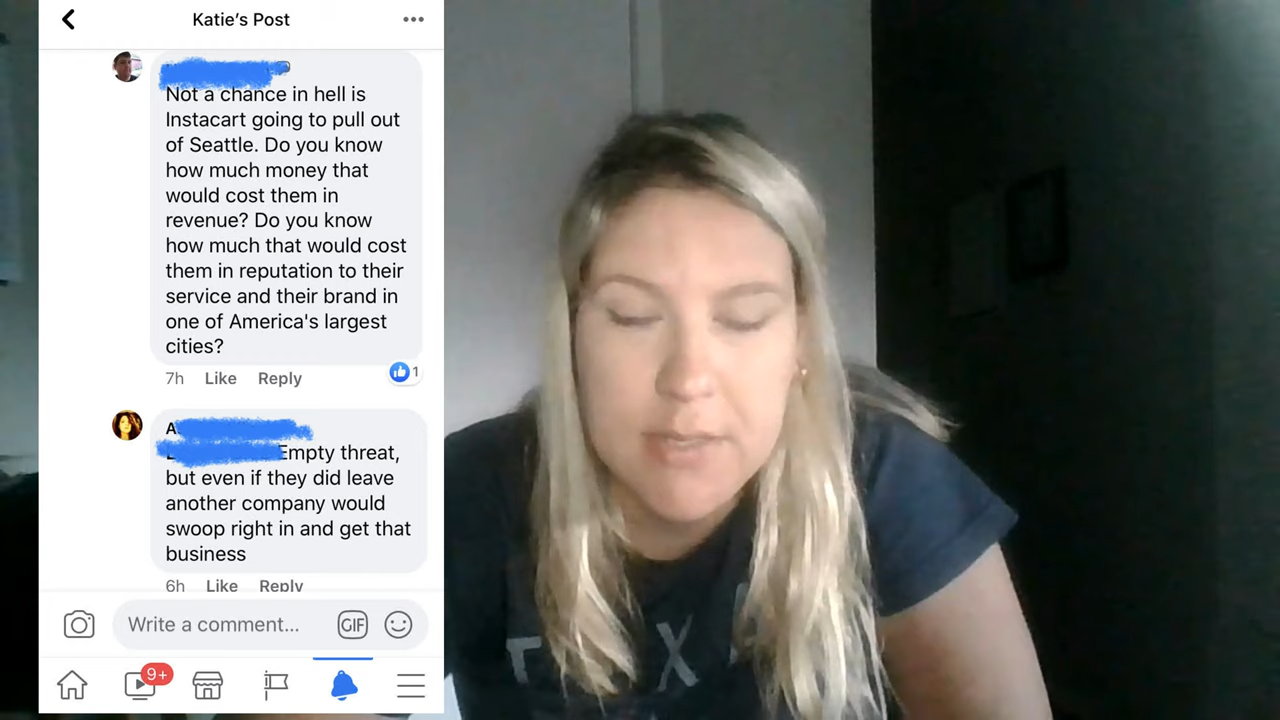 Katie's Post
Not a chance in hell is
Instacart going to pull out
of Seattle. Do you know
how much money that
would cost them in
revenue? Do you know
how much that would cost
them in reputation to their
service and their brand in
one of America's largest
cities?
7h Like Reply 1
A
Empty threat,
but even if they did leave
another company would
swoop right in and get that
business
6h Like Reply
Write a comment... GIF
9+